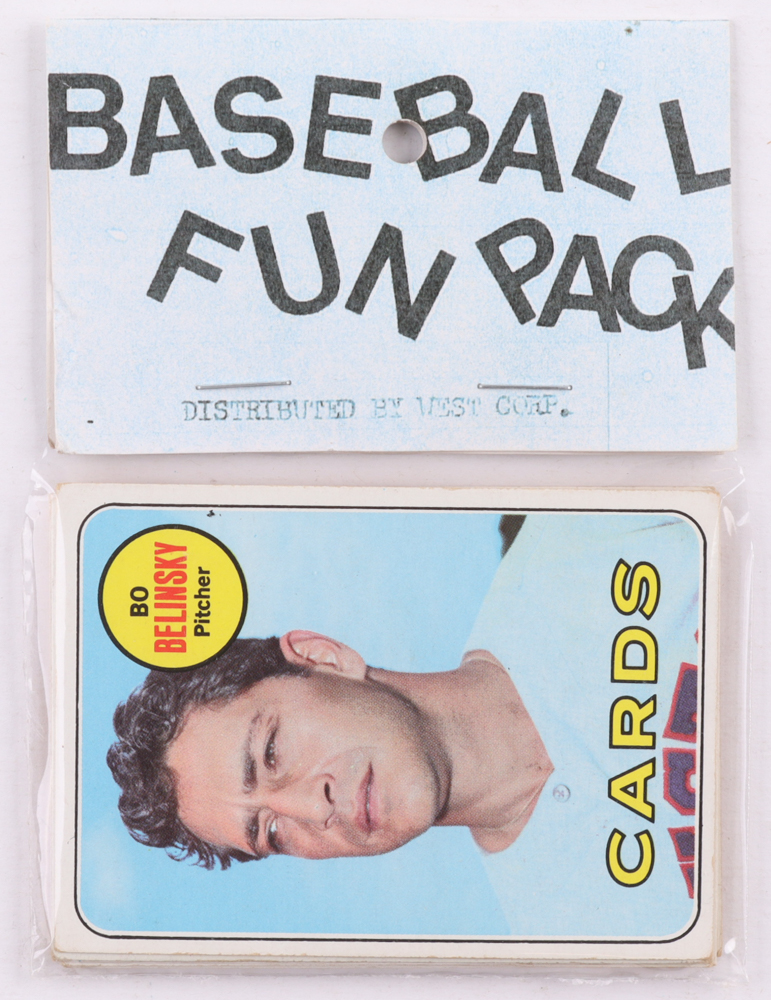 BASEBALL
FUN PACK
DISTRIBUTED BY WEST CORP.
BO
BELINSKY
Pitcher
CARDS